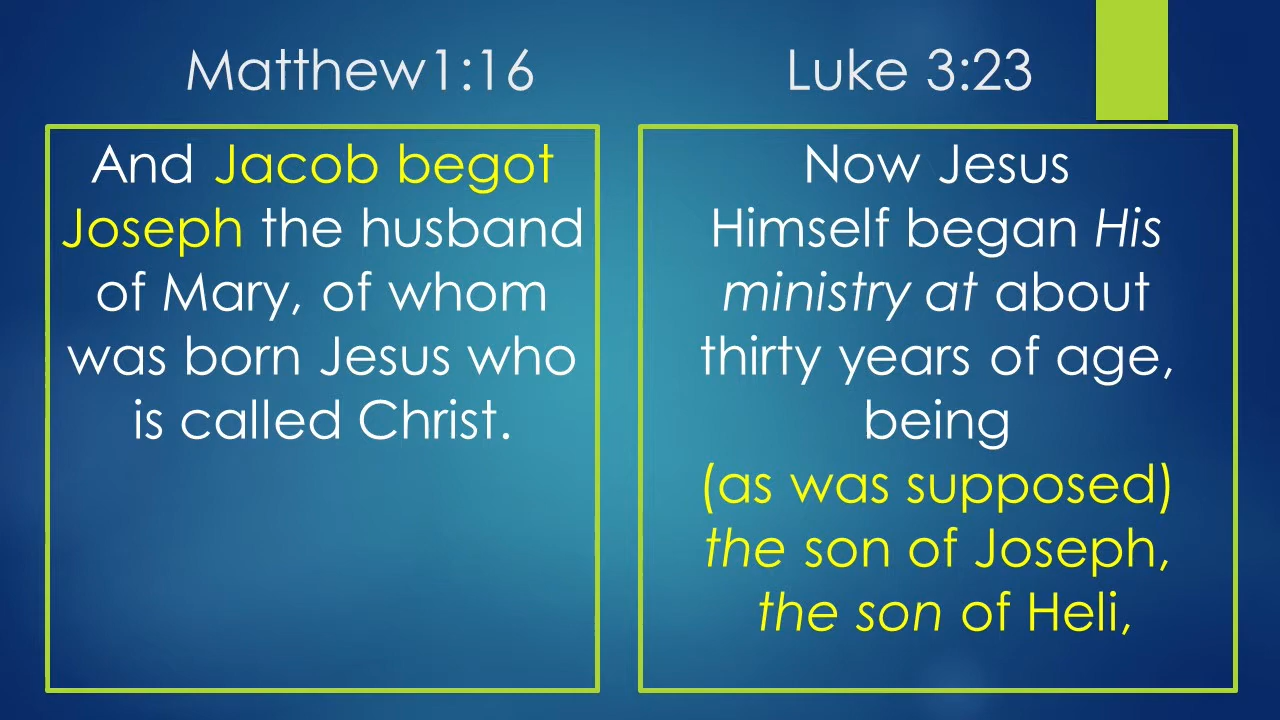 Matthew1:16
And Jacob begot
Joseph the husband
of Mary, of whom
was born Jesus who
is called Christ.
Luke 3:23
Now Jesus
Himself began His
ministry at about
thirty years of age,
being
(as was supposed)
the son of Joseph,
the son of Heli,